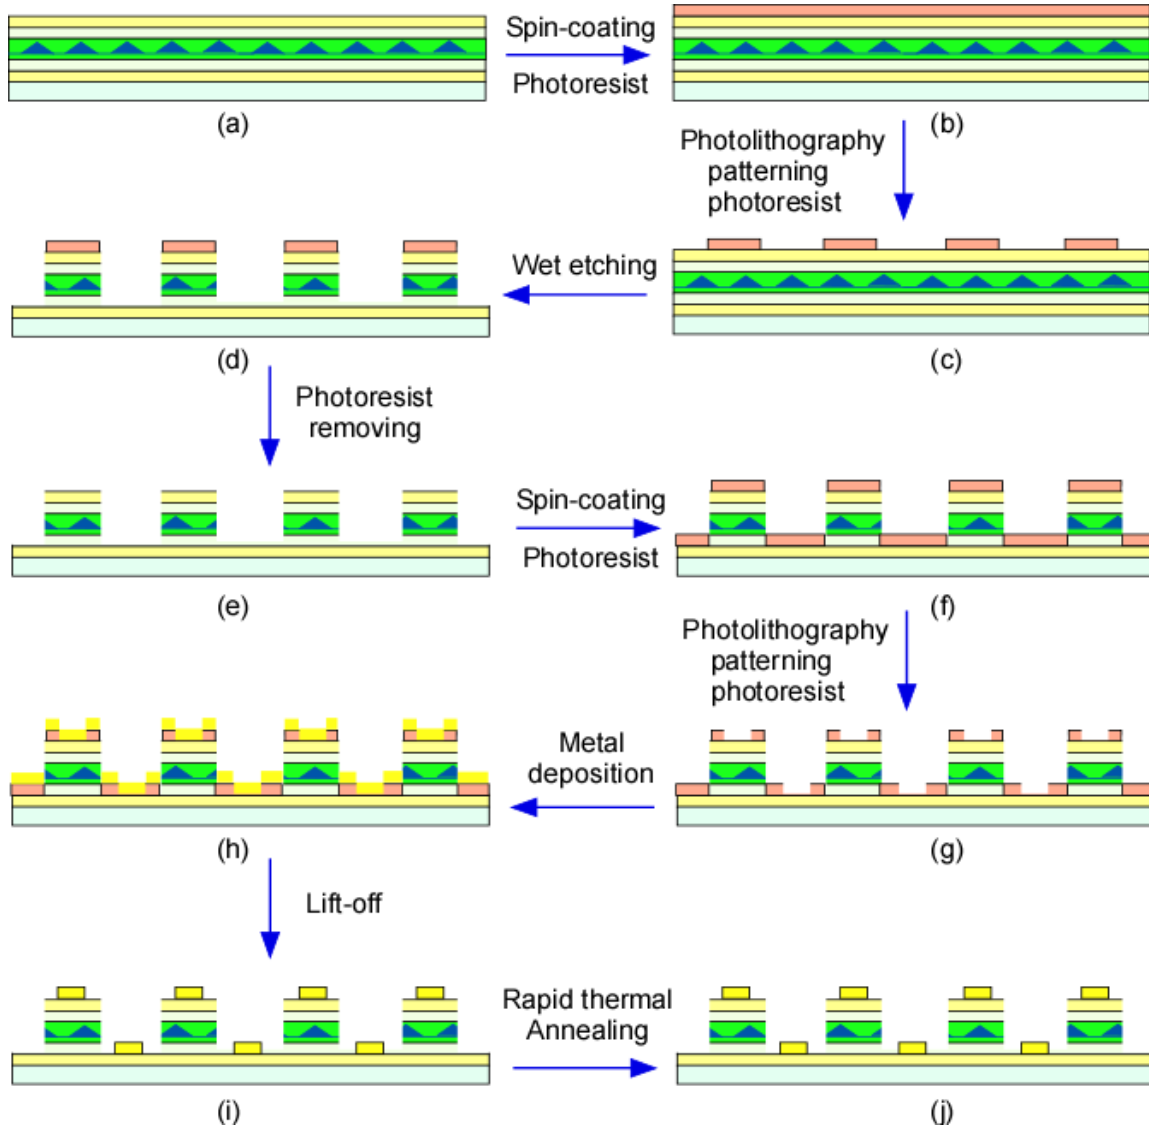 Spin-coating
Photoresist
(a)
(b)
Photolithography
patterning
photoresist
Wet etching
(d)
(c)
Photoresist
removing
Spin-coating
Photoresist
(e)
(f)
Photolithography
patterning
photoresist
Metal
deposition
(h)
(g)
Lift-off
Rapid thermal
Annealing
(i)
(j)